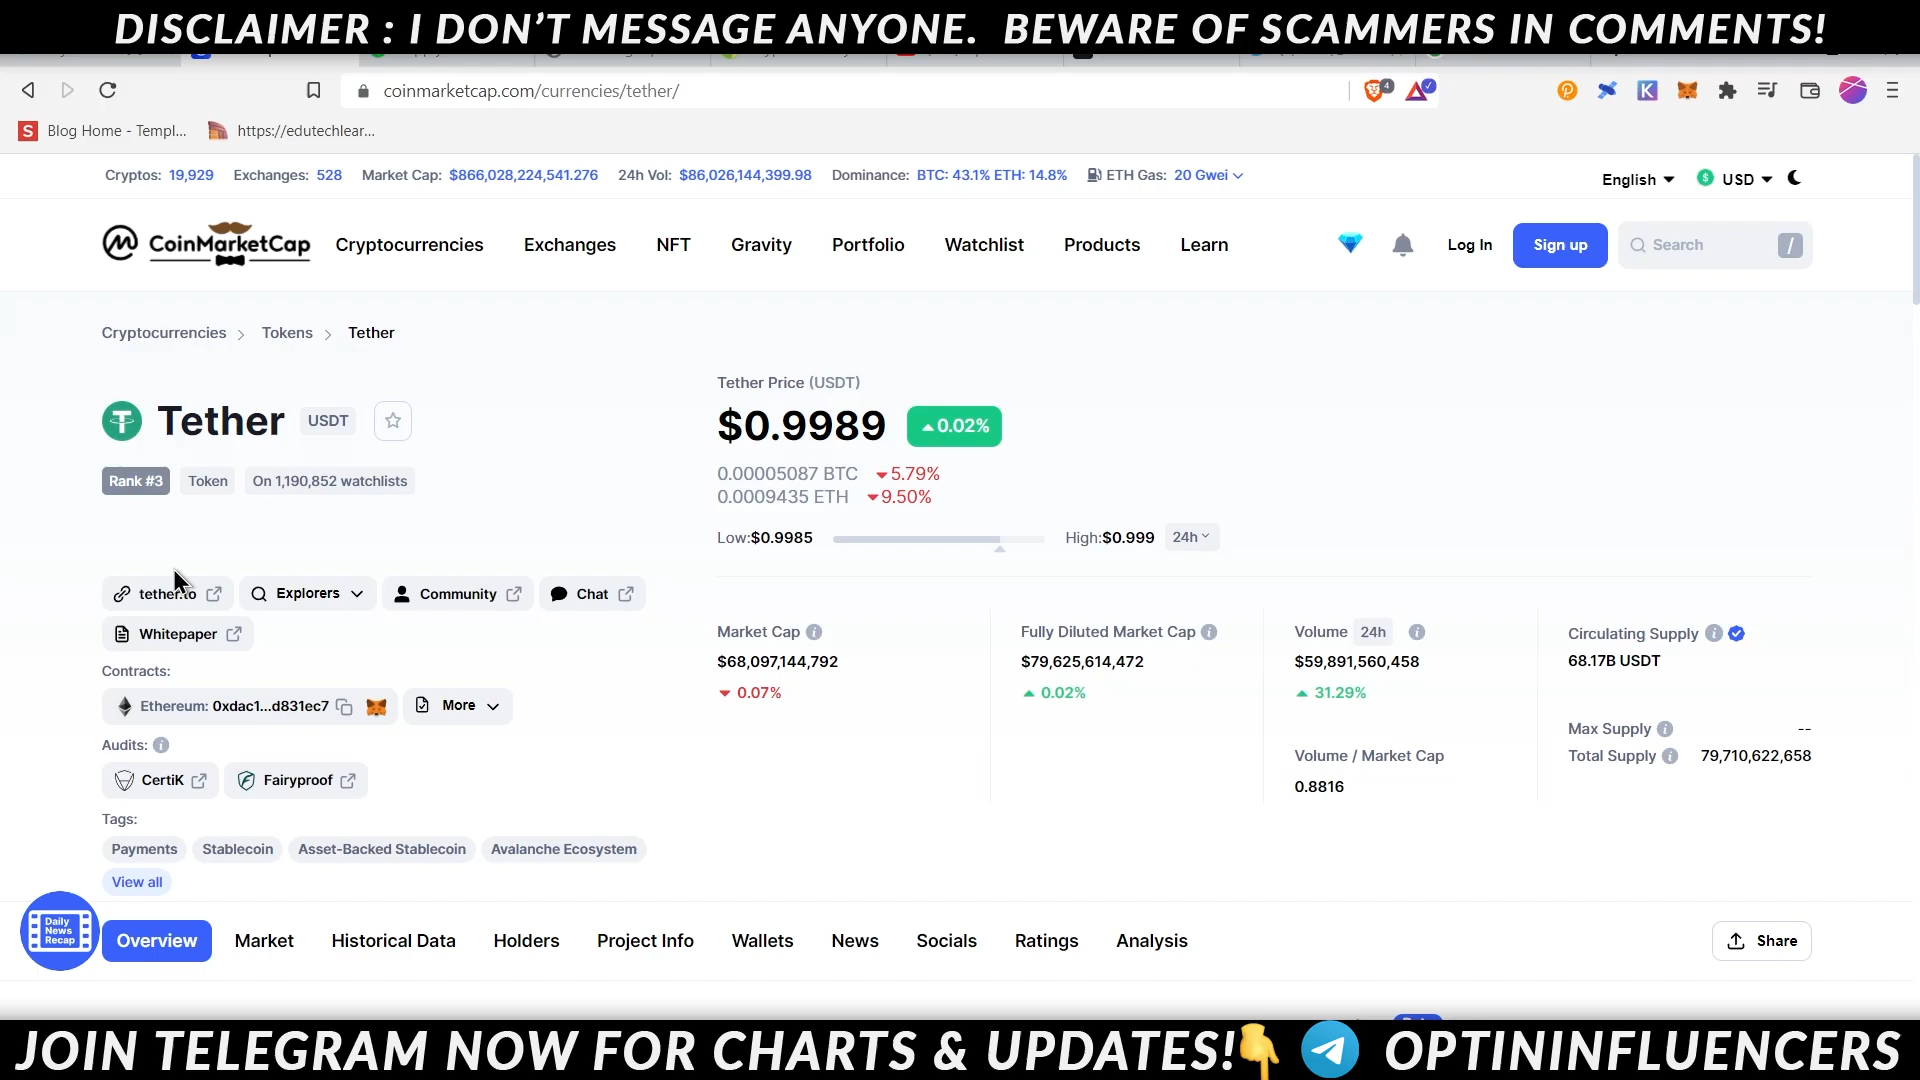 DISCLAIMER : I DON'T MESSAGE ANYONE. BEWARE OF SCAMMERS IN COMMENTS!
coinmarketcap.com/currencies/tether/
4
K
S Blog Home - Templ...
https://edutechlear...
Cryptos: 19,929 Exchanges: 528 Market Cap: $866,028,224,541.276 24h Vol: $86,026,144,399.98 Dominance: BTC: 43.1% ETH: 14.8% ETH Gas: 20 Gwei
English
$ USD
CoinMarketCap
Cryptocurrencies Exchanges NFT Gravity Portfolio Watchlist Products Learn
Log In
Sign up
Search /
Cryptocurrencies > Tokens > Tether
Tether Price (USDT)
Tether USDT
$0.9989 0.02%
0.00005087 BTC 5.79%
Rank #3 Token On 1,190,852 watchlists
0.0009435 ETH 9.50%
Low:$0.9985 High:$0.999 24h
tether.to Explorers Community Chat
Whitepaper
Contracts:
Ethereum: 0xdac1...d831ec7 More
Audits:
CertiK Fairyproof
Tags:
Payments Stablecoin Asset-Backed Stablecoin Avalanche Ecosystem
View all
Market Cap
$68,097,144,792
0.07%
Fully Diluted Market Cap
$79,625,614,472
0.02%
Volume 24h
$59,891,560,458
31.29%
Volume / Market Cap
0.8816
Circulating Supply
68.17B USDT
Max Supply --
Total Supply 79,710,622,658
Daily
News
Recap
Overview Market Historical Data Holders Project Info Wallets News Socials Ratings Analysis
Share
JOIN TELEGRAM NOW FOR CHARTS & UPDATES!👇 OPTININFLUENCERS